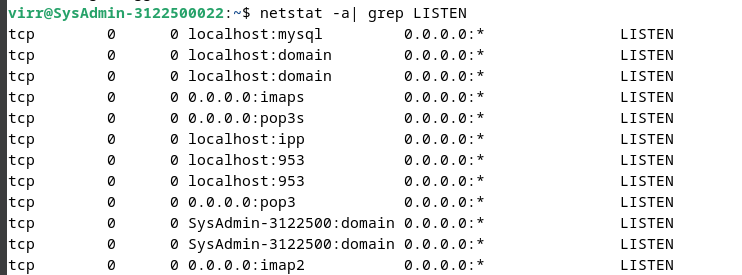 virr@SysAdmin-3122500022:~$ netstat -a| grep LISTEN
tcp        0      0 localhost:mysql         0.0.0.0:*               LISTEN
tcp        0      0 localhost:domain        0.0.0.0:*               LISTEN
tcp        0      0 localhost:domain        0.0.0.0:*               LISTEN
tcp        0      0 0.0.0.0:imaps           0.0.0.0:*               LISTEN
tcp        0      0 0.0.0.0:pop3s           0.0.0.0:*               LISTEN
tcp        0      0 localhost:ipp           0.0.0.0:*               LISTEN
tcp        0      0 localhost:953           0.0.0.0:*               LISTEN
tcp        0      0 localhost:953           0.0.0.0:*               LISTEN
tcp        0      0 0.0.0.0:pop3            0.0.0.0:*               LISTEN
tcp        0      0 SysAdmin-3122500:domain 0.0.0.0:*               LISTEN
tcp        0      0 SysAdmin-3122500:domain 0.0.0.0:*               LISTEN
tcp        0      0 0.0.0.0:imap2           0.0.0.0:*               LISTEN